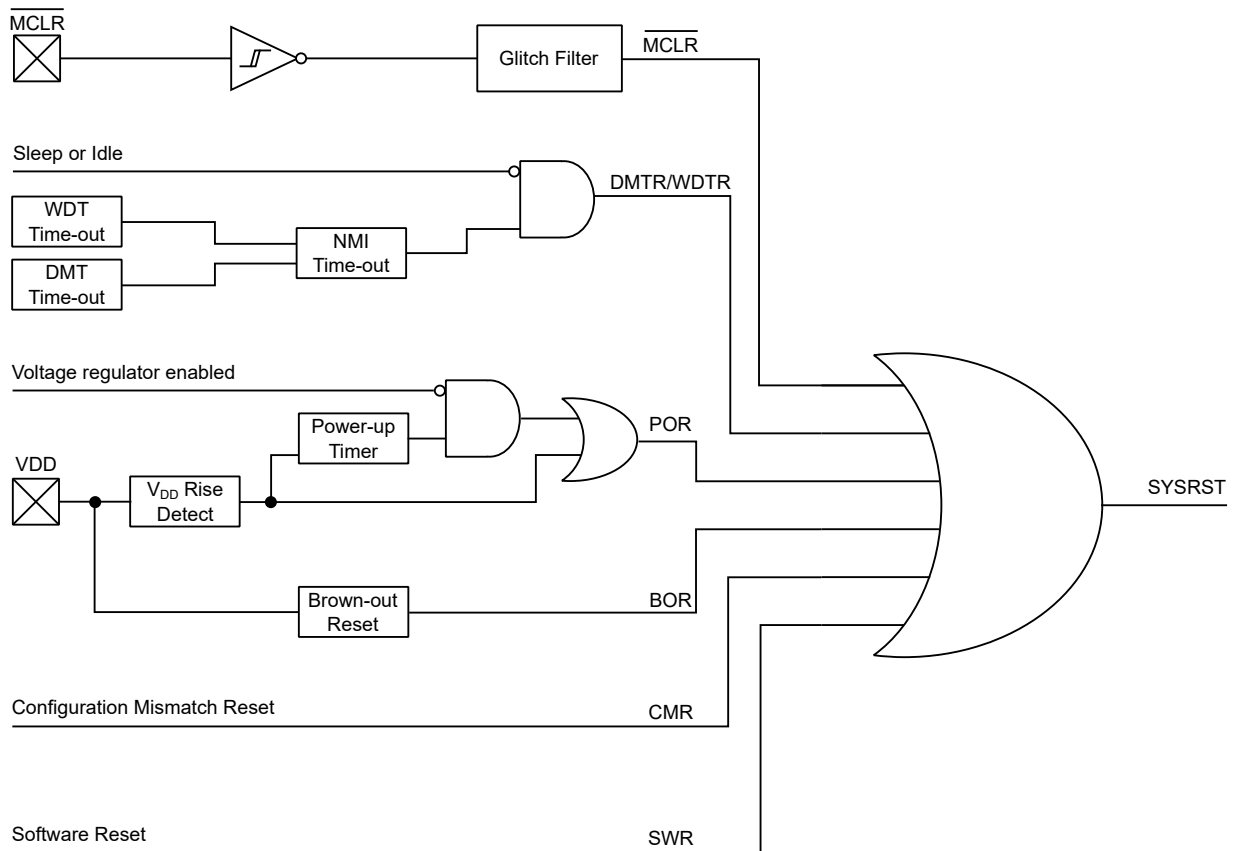 MCLR
Glitch Filter
MCLR
Sleep or Idle
DMTR/WDTR
WDT
Time-out
NMI
Time-out
DMT
Time-out
Voltage regulator enabled
Power-up
Timer
POR
VDD
VDD Rise
Detect
SYSRST
Brown-out
Reset
BOR
Configuration Mismatch Reset
CMR
Software Reset
SWR